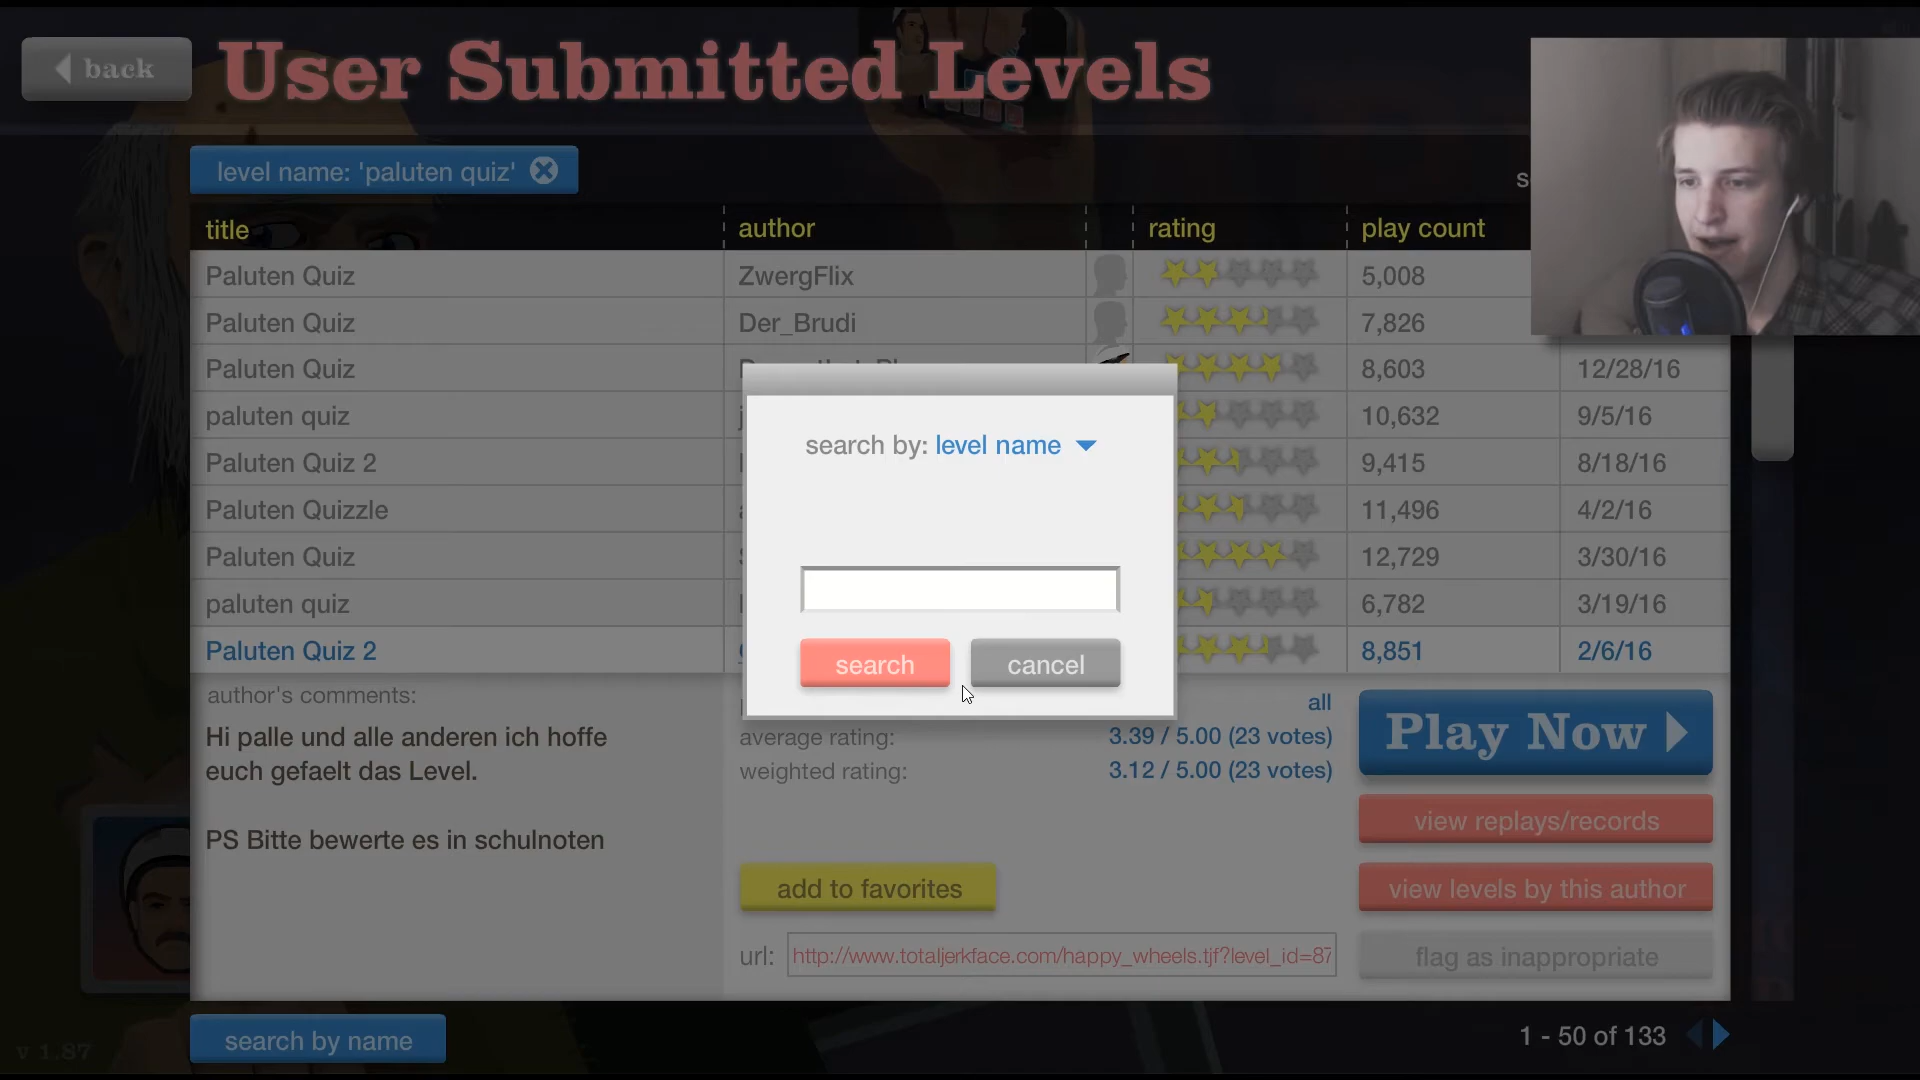 back
User Submitted Levels
level name: 'paluten quiz'
s
title author rating play count
Paluten Quiz ZwergFlix 5,008
Paluten Quiz Der_Brudi 7,826
Paluten Quiz 8,603 12/28/16
paluten quiz 10,632 9/5/16
Paluten Quiz 2 9,415 8/18/16
Paluten Quizzle 11,496 4/2/16
Paluten Quiz 12,729 3/30/16
paluten quiz 6,782 3/19/16
Paluten Quiz 2 8,851 2/6/16
search by: level name
search cancel
author's comments:
Hi palle und alle anderen ich hoffe
euch gefaelt das Level.
PS Bitte bewerte es in schulnoten
all
average rating: 3.39 / 5.00 (23 votes)
weighted rating: 3.12 / 5.00 (23 votes)
add to favorites
url: http://www.totaljerkface.com/happy_wheels.tjf?level_id=87
Play Now
view replays/records
view levels by this author
flag as inappropriate
v 1.87
search by name
1 - 50 of 133